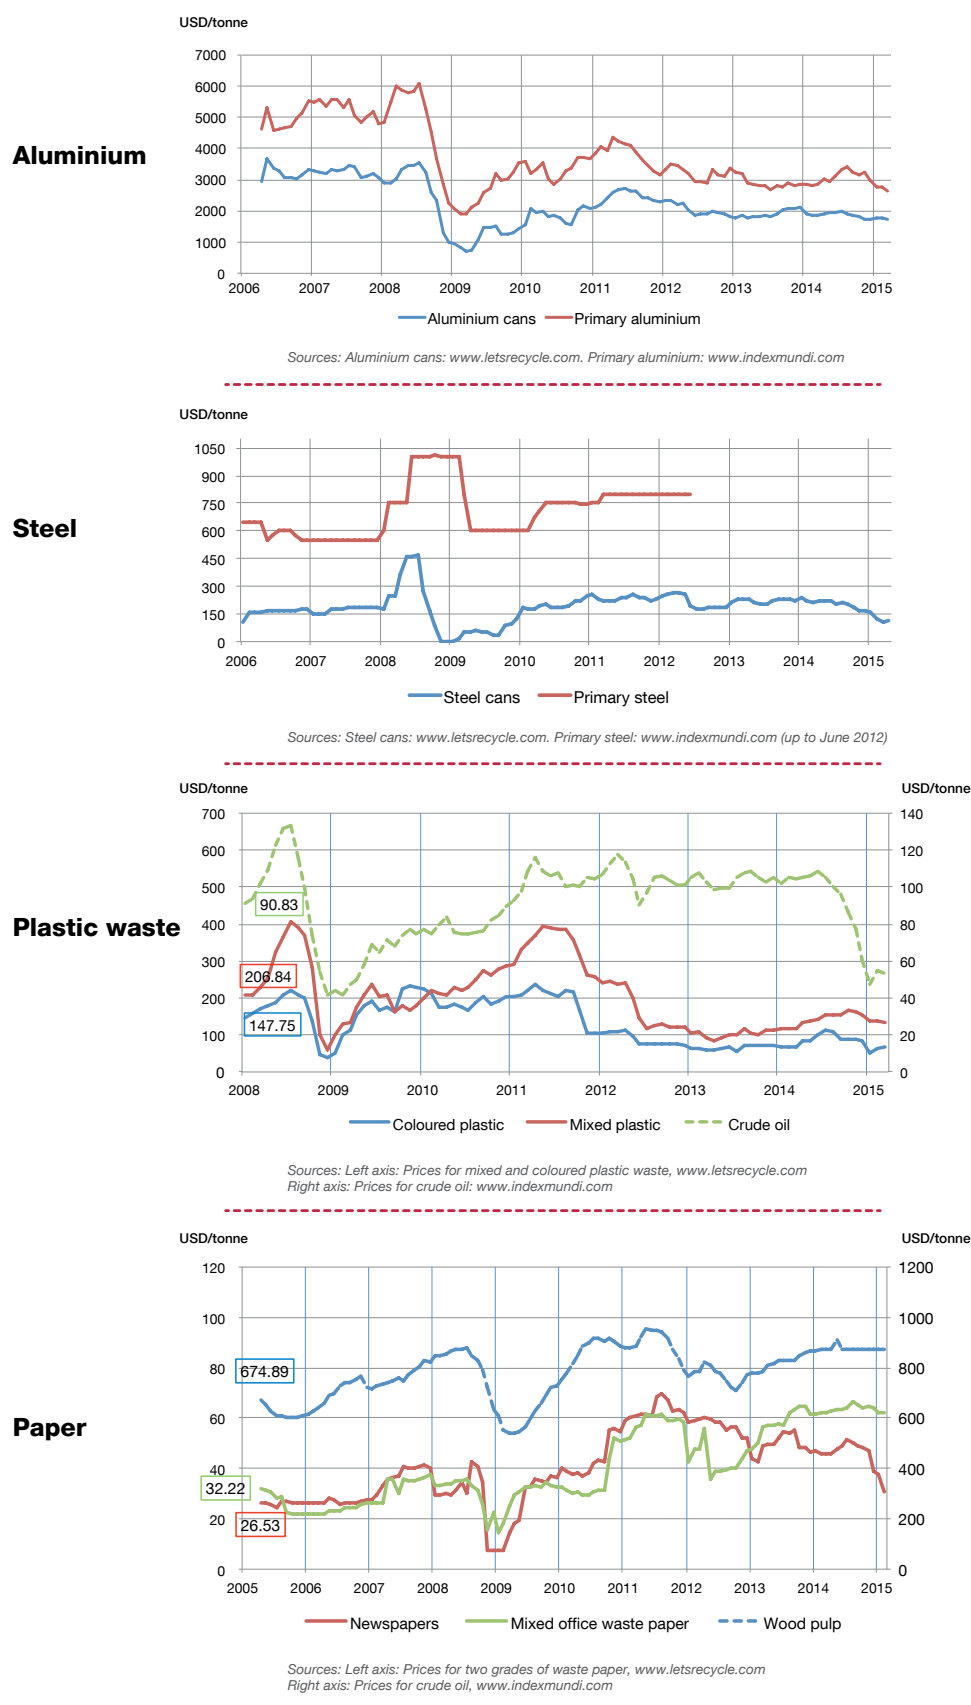 USD/tonne
Aluminium
7000
6000
5000
4000
3000
2000
1000
0
2006 2007 2008 2009 2010 2011 2012 2013 2014 2015
Aluminium cans Primary aluminium
Sources: Aluminium cans: www.letsrecycle.com. Primary aluminium: www.indexmundi.com
USD/tonne
Steel
1050
900
750
600
450
300
150
0
2006 2007 2008 2009 2010 2011 2012 2013 2014 2015
Steel cans Primary steel
Sources: Steel cans: www.letsrecycle.com. Primary steel: www.indexmundi.com (up to June 2012)
USD/tonne USD/tonne
Plastic waste
700 140
600 120
500 100
90.83
400 80
300 60
206.84
200 40
147.75
100 20
0 0
2008 2009 2010 2011 2012 2013 2014 2015
Coloured plastic Mixed plastic Crude oil
Sources: Left axis: Prices for mixed and coloured plastic waste, www.letsrecycle.com
Right axis: Prices for crude oil: www.indexmundi.com
USD/tonne USD/tonne
Paper
120 1200
100 1000
80 800
674.89
60 600
40 400
32.22
20 200
26.53
0 0
2005 2006 2007 2008 2009 2010 2011 2012 2013 2014 2015
Newspapers Mixed office waste paper Wood pulp
Sources: Left axis: Prices for two grades of waste paper, www.letsrecycle.com
Right axis: Prices for crude oil, www.indexmundi.com